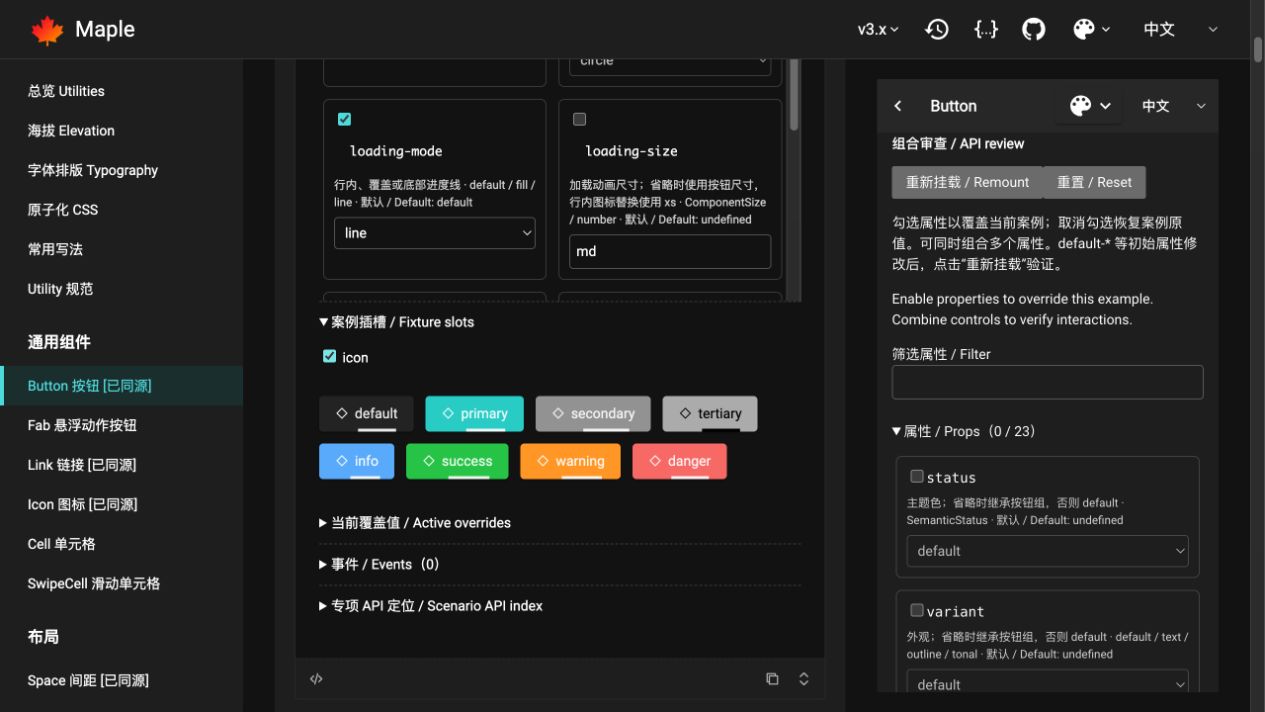 Maple
v3.x
中文
总览 Utilities
海拔 Elevation
字体排版 Typography
原子化 CSS
常用写法
Utility 规范
通用组件
Button 按钮 [已同源]
Fab 悬浮动作按钮
Link 链接 [已同源]
Icon 图标 [已同源]
Cell 单元格
SwipeCell 滑动单元格
布局
Space 间距 [已同源]
circle
loading-mode
行内、覆盖或底部进度线 · default / fill /
line · 默认 / Default: default
line
loading-size
加载动画尺寸；省略时使用按钮尺寸，
行内图标替换使用 xs · ComponentSize
/ number · 默认 / Default: undefined
md
▼案例插槽 / Fixture slots
icon
◇ default
◇ primary
◇ secondary
◇ tertiary
◇ info
◇ success
◇ warning
◇ danger
▶ 当前覆盖值 / Active overrides
▶ 事件 / Events（0）
▶ 专项 API 定位 / Scenario API index
Button
中文
组合审查 / API review
重新挂载 / Remount
重置 / Reset
勾选属性以覆盖当前案例；取消勾选恢复案例原
值。可同时组合多个属性。default-* 等初始属性修
改后，点击“重新挂载”验证。
Enable properties to override this example.
Combine controls to verify interactions.
筛选属性 / Filter
▼属性 / Props（0 / 23）
status
主题色；省略时继承按钮组，否则 default ·
SemanticStatus · 默认 / Default: undefined
default
variant
外观；省略时继承按钮组，否则 default · default / text /
outline / tonal · 默认 / Default: undefined
default